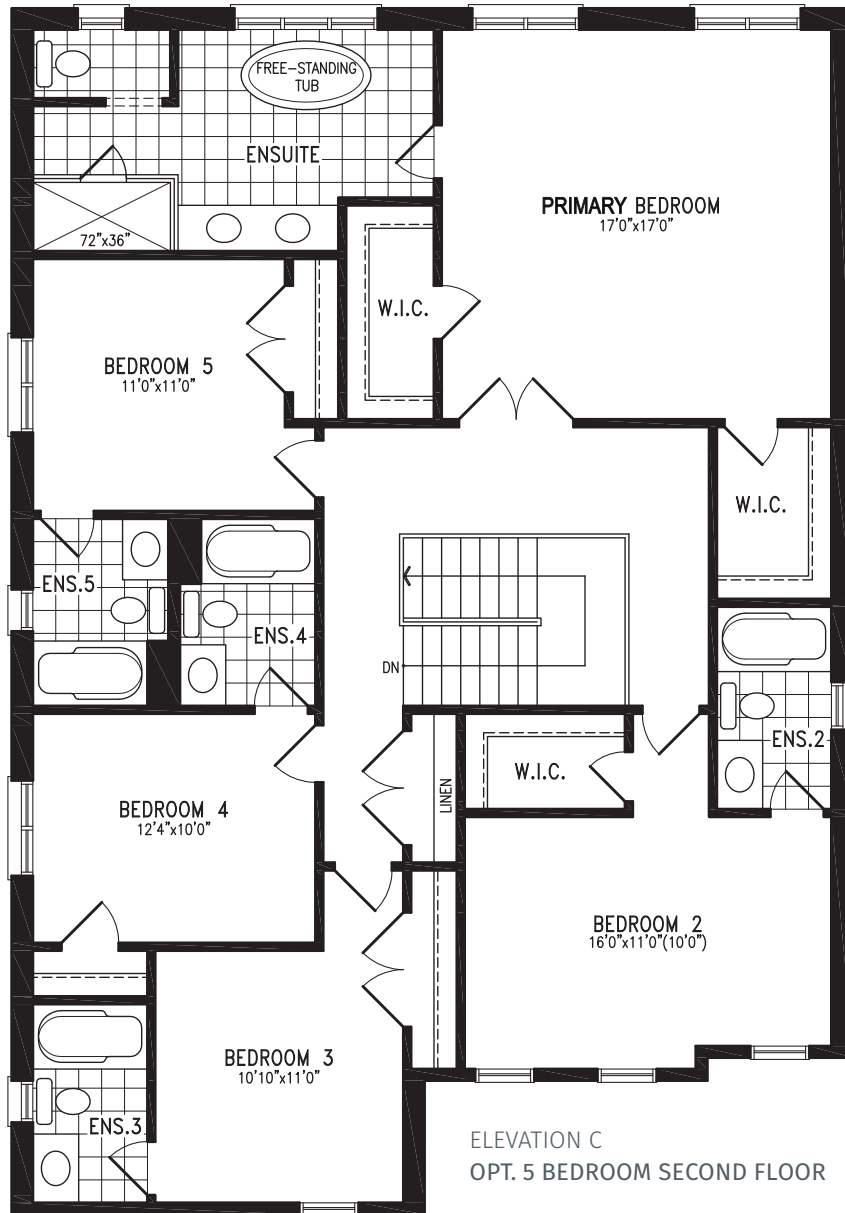 FREE-STANDING
TUB
ENSUITE
72"x36"
PRIMARY BEDROOM
17'0"x17'0"
W.I.C.
BEDROOM 5
11'0"x11'0"
W.I.C.
ENS.5
ENS.4
DN
ENS.2
W.I.C.
LINEN
BEDROOM 4
12'4"x10'0"
BEDROOM 2
16'0"x11'0"(10'0")
BEDROOM 3
10'10"x11'0"
ENS.3
ELEVATION C
OPT. 5 BEDROOM SECOND FLOOR